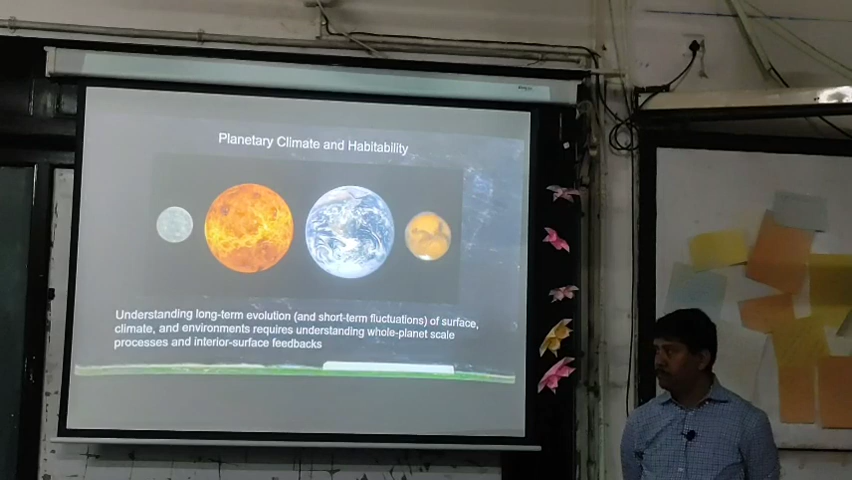 Planetary Climate and Habitability
Understanding long-term evolution (and short-term fluctuations) of surface,
climate, and environments requires understanding whole-planet scale
processes and interior-surface feedbacks